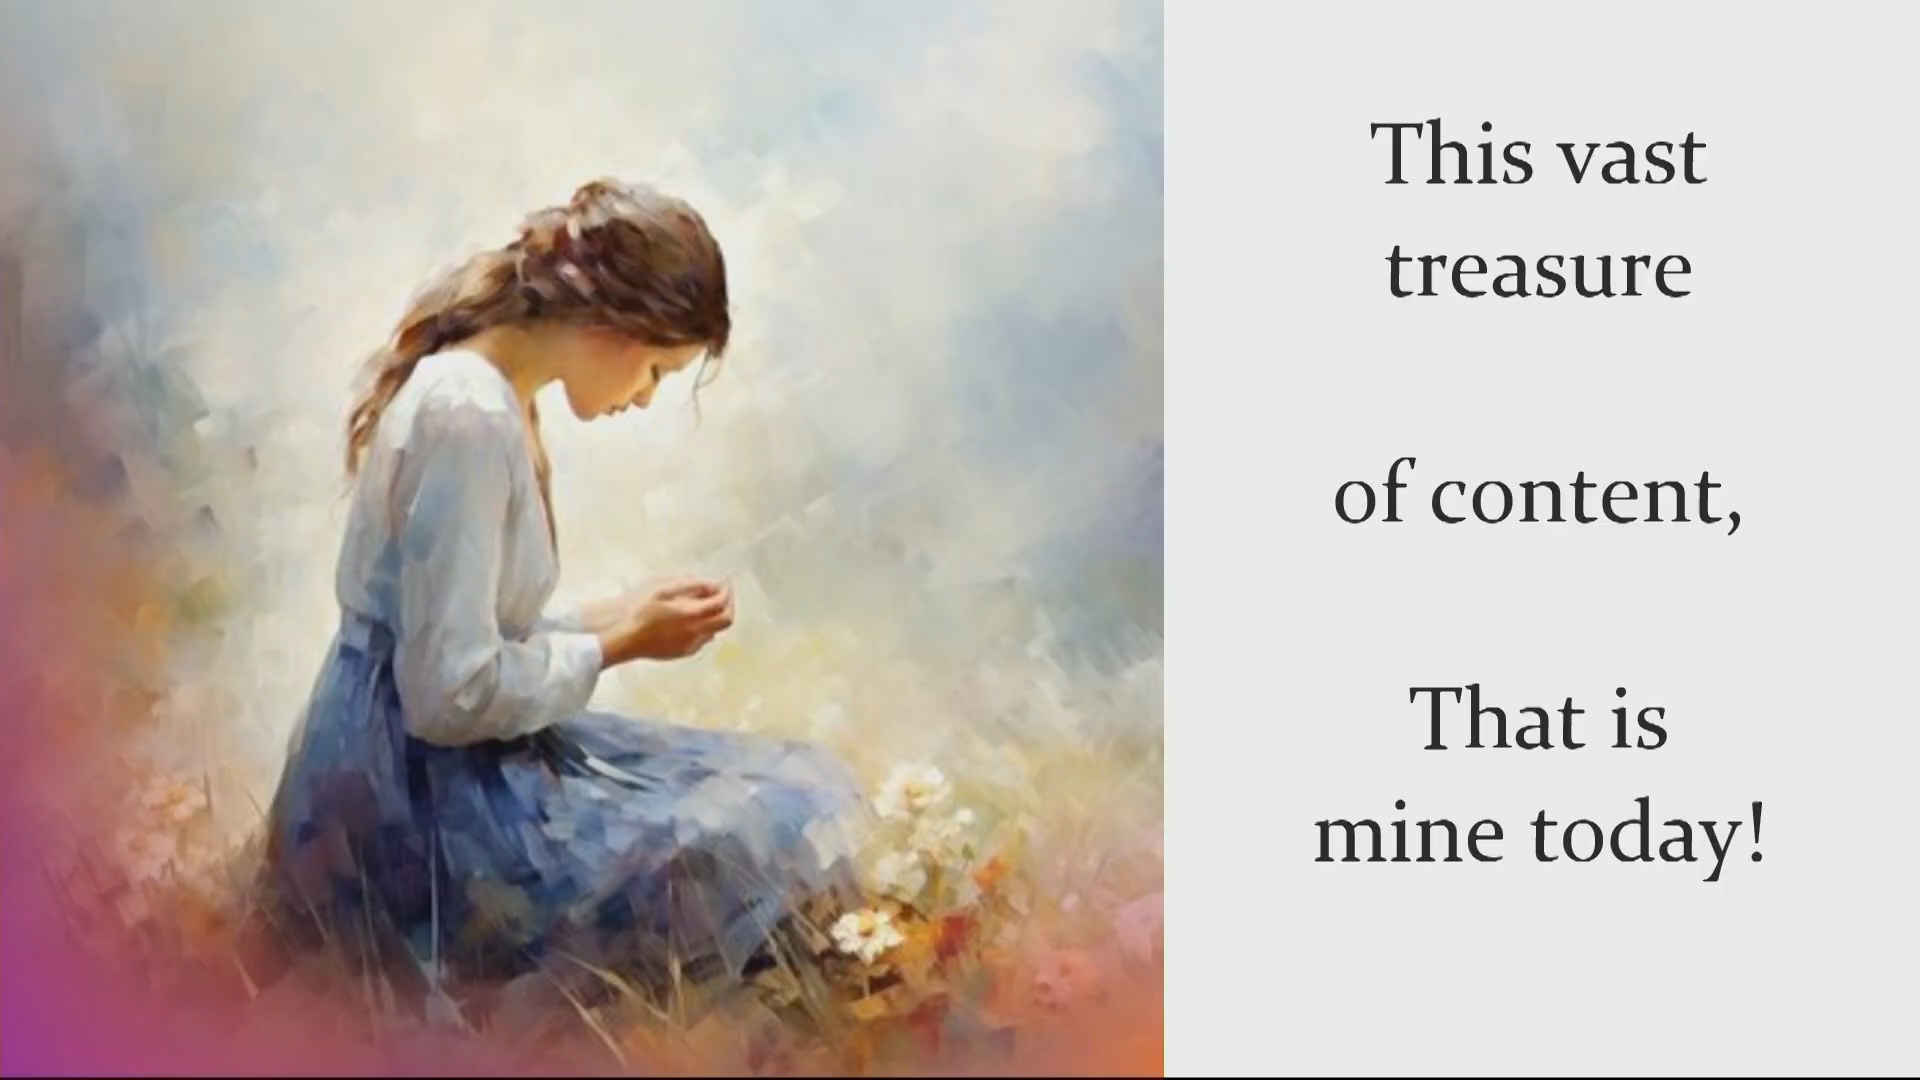 This vast
treasure
of content,
That is
mine today!